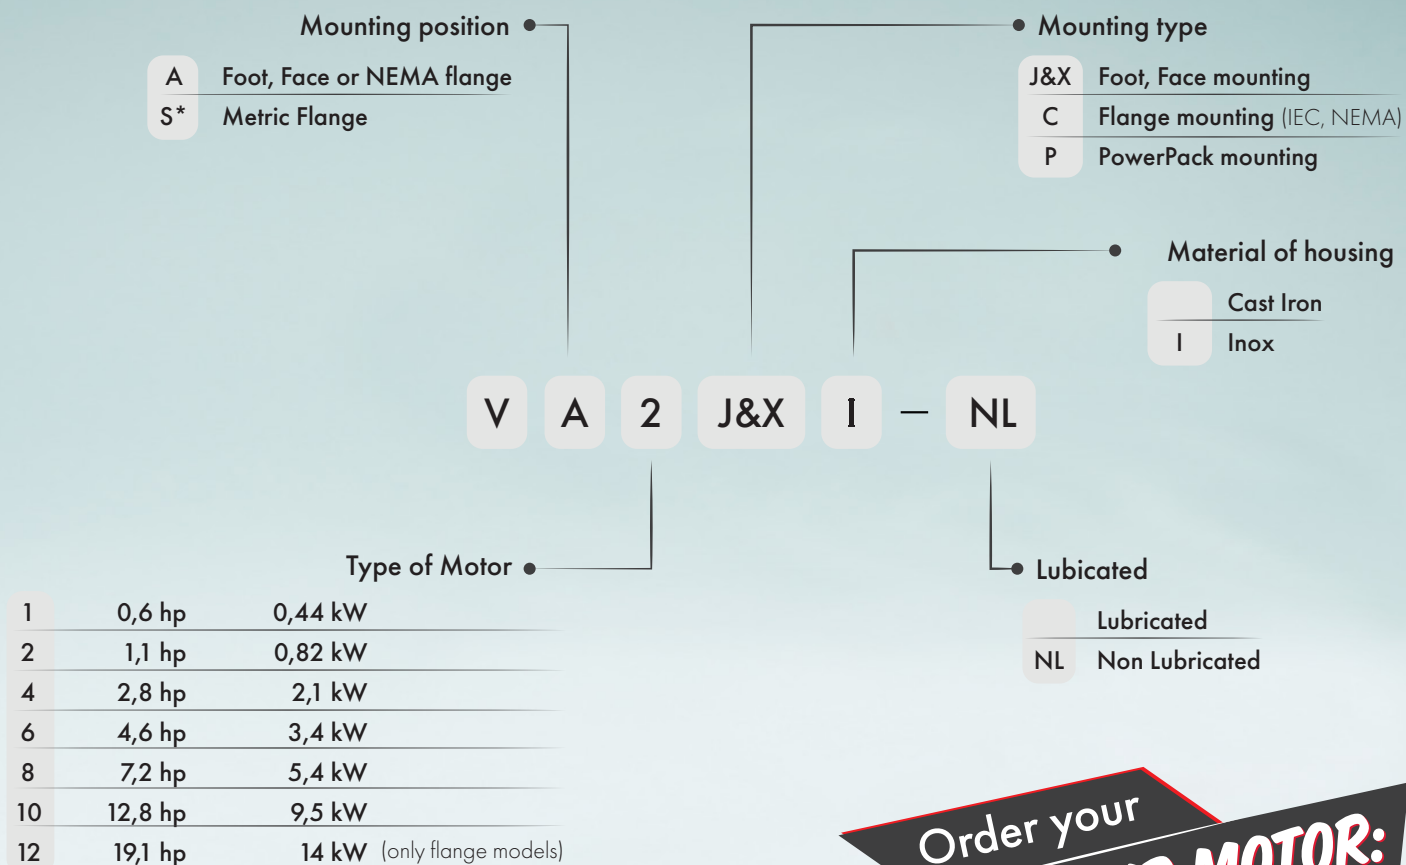 Mounting position
A Foot, Face or NEMA flange
S* Metric Flange
Mounting type
J&X Foot, Face mounting
C Flange mounting (IEC, NEMA)
P PowerPack mounting
Material of housing
Cast Iron
I Inox
V A 2 J&X I – NL
Type of Motor
1 0,6 hp 0,44 kW
2 1,1 hp 0,82 kW
4 2,8 hp 2,1 kW
6 4,6 hp 3,4 kW
8 7,2 hp 5,4 kW
10 12,8 hp 9,5 kW
12 19,1 hp 14 kW (only flange models)
Lubicated
Lubricated
NL Non Lubricated
Order your
MOTOR: